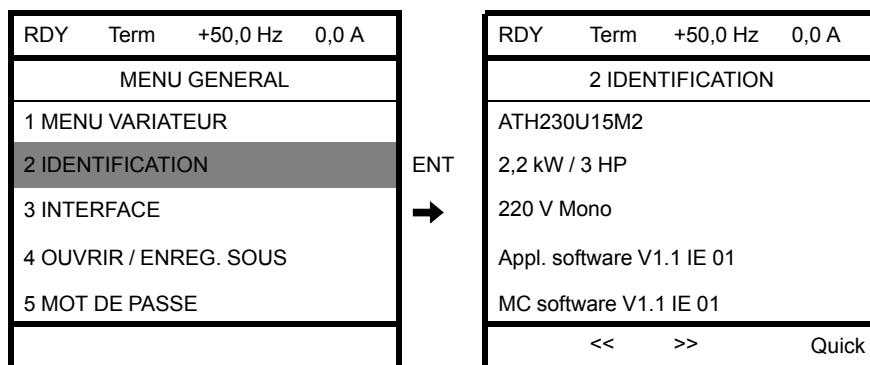 RDY Term +50,0 Hz 0,0 A
MENU GENERAL
1 MENU VARIATEUR
2 IDENTIFICATION
3 INTERFACE
4 OUVRIR / ENREG. SOUS
5 MOT DE PASSE
ENT
RDY Term +50,0 Hz 0,0 A
2 IDENTIFICATION
ATH230U15M2
2,2 kW / 3 HP
220 V Mono
Appl. software V1.1 IE 01
MC software V1.1 IE 01
<< >> Quick